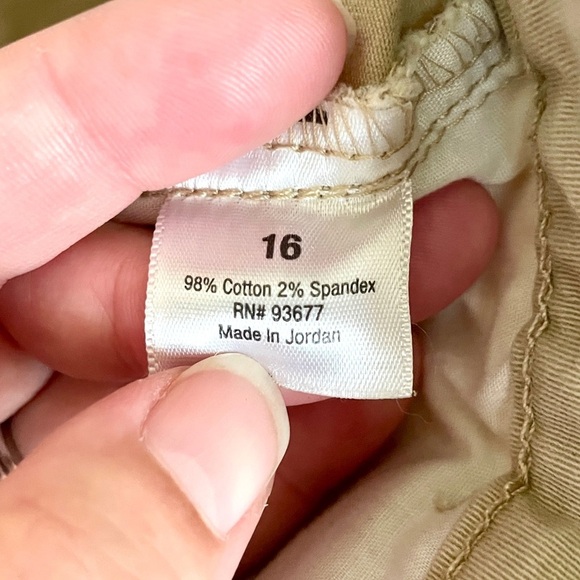 16
98% Cotton 2% Spandex
RN# 93677
Made In Jordan